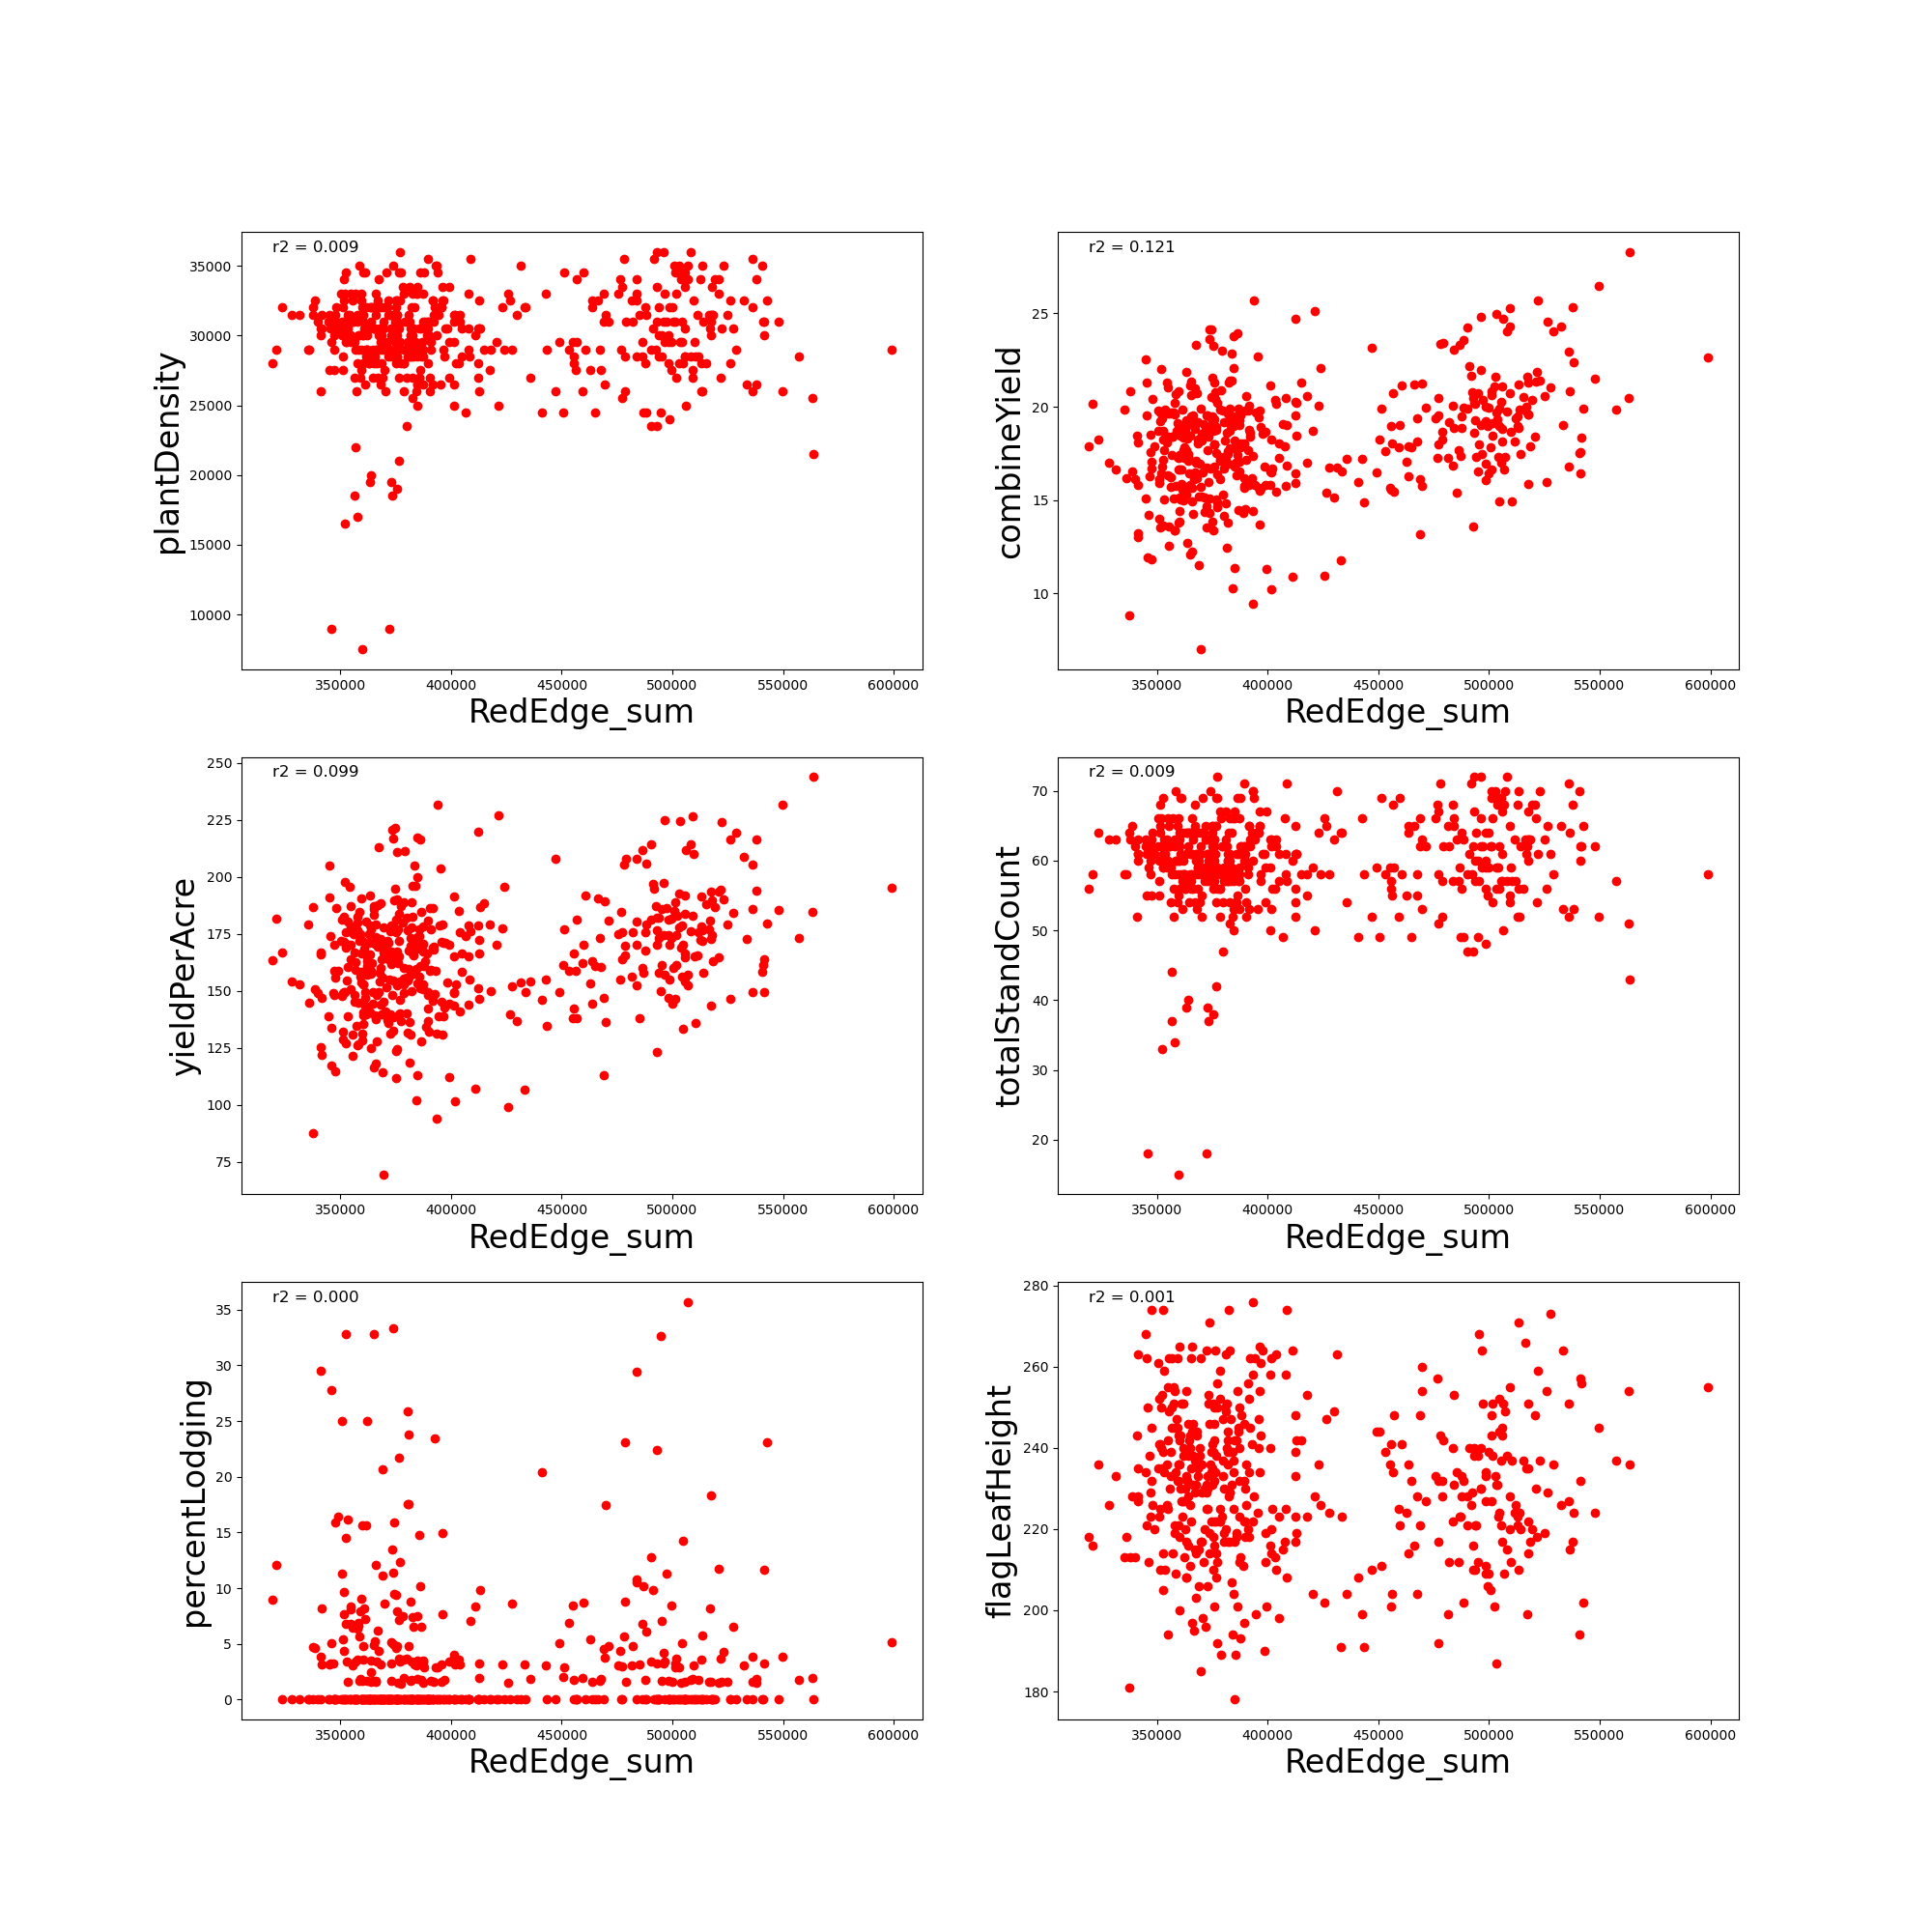 r2 = 0.009
35000
30000
25000
20000
15000
10000
plantDensity
350000 400000 450000 500000 550000 600000
RedEdge_sum
r2 = 0.121
25
20
15
10
combineYield
350000 400000 450000 500000 550000 600000
RedEdge_sum
r2 = 0.099
250
225
200
175
150
125
100
75
yieldPerAcre
350000 400000 450000 500000 550000 600000
RedEdge_sum
r2 = 0.009
70
60
50
40
30
20
totalStandCount
350000 400000 450000 500000 550000 600000
RedEdge_sum
r2 = 0.000
35
30
25
20
15
10
5
0
percentLodging
350000 400000 450000 500000 550000 600000
RedEdge_sum
r2 = 0.001
280
260
240
220
200
180
flagLeafHeight
350000 400000 450000 500000 550000 600000
RedEdge_sum